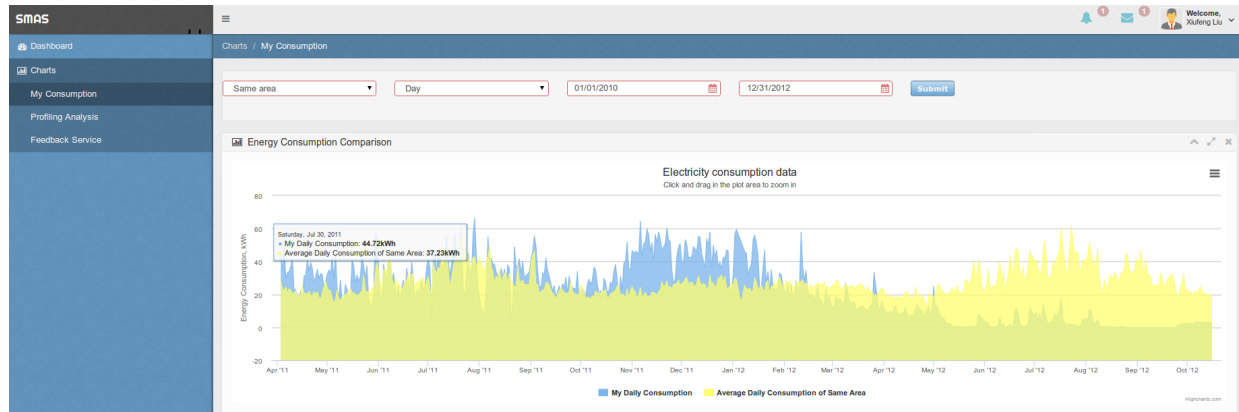 SMAS
1
1
Welcome,
Xiufeng Liu
Dashboard
Charts / My Consumption
Charts
My Consumption
Profiling Analysis
Feedback Service
Same area
Day
01/01/2010
12/31/2012
Submit
Energy Consumption Comparison
Electricity consumption data
Click and drag in the plot area to zoom in
Energy Consumption, kWh
80
60
40
20
0
-20
Saturday, Jul 30, 2011
My Daily Consumption: 44.72kWh
Average Daily Consumption of Same Area: 37.23kWh
Apr '11 May '11 Jun '11 Jul '11 Aug '11 Sep '11 Oct '11 Nov '11 Dec '11 Jan '12 Feb '12 Mar '12 Apr '12 May '12 Jun '12 Jul '12 Aug '12 Sep '12 Oct '12
My Daily Consumption Average Daily Consumption of Same Area
Highcharts.com